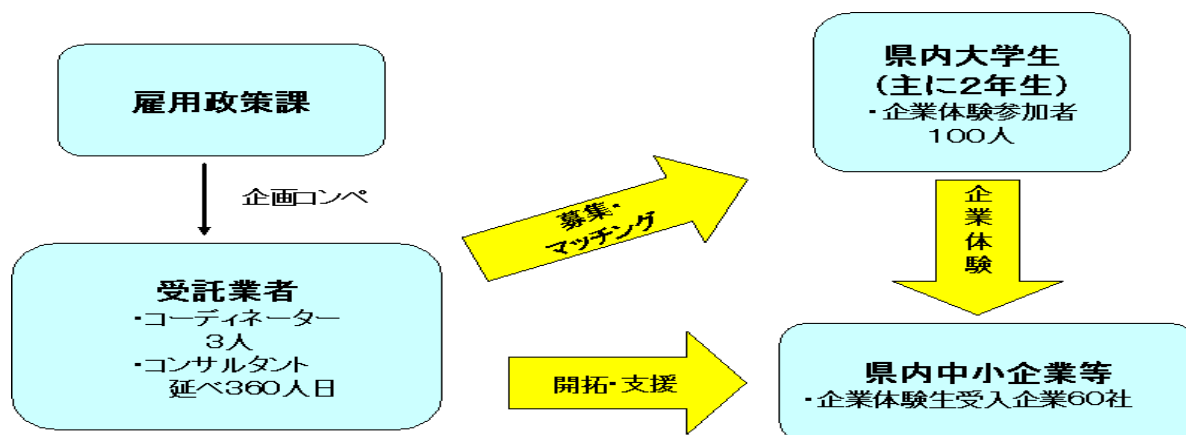 雇用政策課
企画コンペ
受託業者
・コーディネーター
3人
・コンサルタント
延べ360人日
募集・
マッチング
開拓・支援
県内大学生
(主に2年生)
・企業体験参加者
100人
企業体験
県内中小企業等
・企業体験生受入企業60社